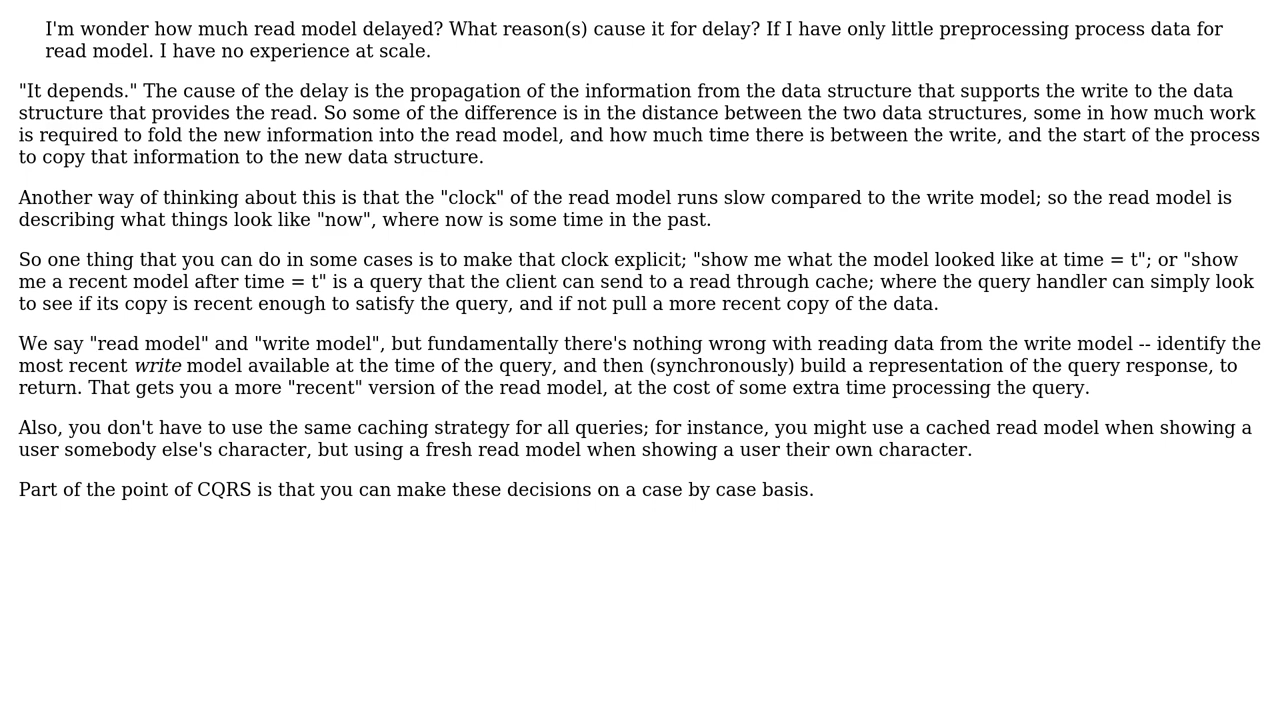 I'm wonder how much read model delayed? What reason(s) cause it for delay? If I have only little preprocessing process data for
read model. I have no experience at scale.
"It depends." The cause of the delay is the propagation of the information from the data structure that supports the write to the data
structure that provides the read. So some of the difference is in the distance between the two data structures, some in how much work
is required to fold the new information into the read model, and how much time there is between the write, and the start of the process
to copy that information to the new data structure.
Another way of thinking about this is that the "clock" of the read model runs slow compared to the write model; so the read model is
describing what things look like "now", where now is some time in the past.
So one thing that you can do in some cases is to make that clock explicit; "show me what the model looked like at time = t"; or "show
me a recent model after time = t" is a query that the client can send to a read through cache; where the query handler can simply look
to see if its copy is recent enough to satisfy the query, and if not pull a more recent copy of the data.
We say "read model" and "write model", but fundamentally there's nothing wrong with reading data from the write model -- identify the
most recent write model available at the time of the query, and then (synchronously) build a representation of the query response, to
return. That gets you a more "recent" version of the read model, at the cost of some extra time processing the query.
Also, you don't have to use the same caching strategy for all queries; for instance, you might use a cached read model when showing a
user somebody else's character, but using a fresh read model when showing a user their own character.
Part of the point of CQRS is that you can make these decisions on a case by case basis.